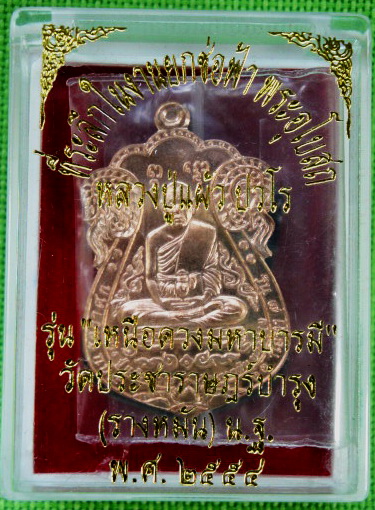 ที่ระลึกในงานยกช่อฟ้า พระอุโบสถ
หลวงปู่แผ้ว ปวโร
รุ่น "เหนือดวงมหาบารมี"
วัดประชาราษฎร์บำรุง
(รางหมัน) น.ฐ.
พ.ศ. ๒๕๕๔